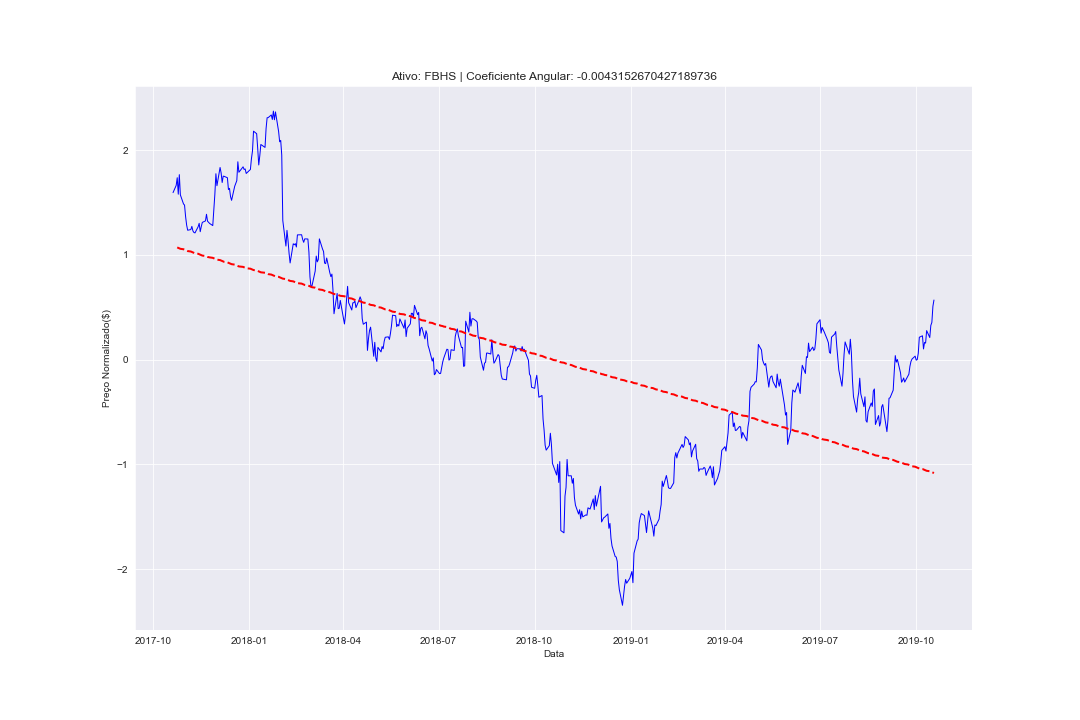 Ativo: FBHS | Coeficiente Angular: -0.0043152670427189736
Preço Normalizado($)
2
1
0
−1
−2
2017-10 2018-01 2018-04 2018-07 2018-10 2019-01 2019-04 2019-07 2019-10
Data